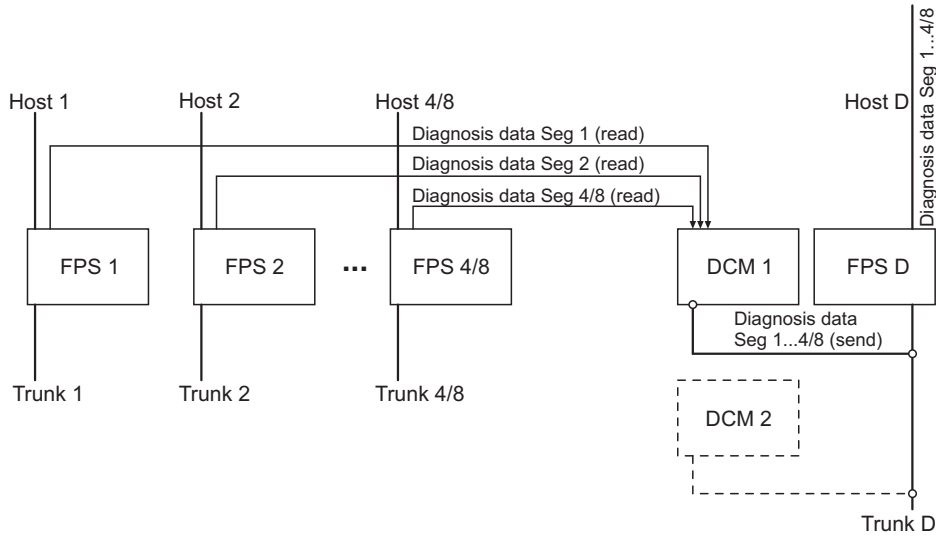 Diagnosis data Seg 1...4/8
Host 1
Host 2
Host 4/8
Host D
Diagnosis data Seg 1 (read)
Diagnosis data Seg 2 (read)
Diagnosis data Seg 4/8 (read)
FPS 1
FPS 2
...
FPS 4/8
DCM 1
FPS D
Diagnosis data
Seg 1...4/8 (send)
Trunk 1
Trunk 2
Trunk 4/8
DCM 2
Trunk D